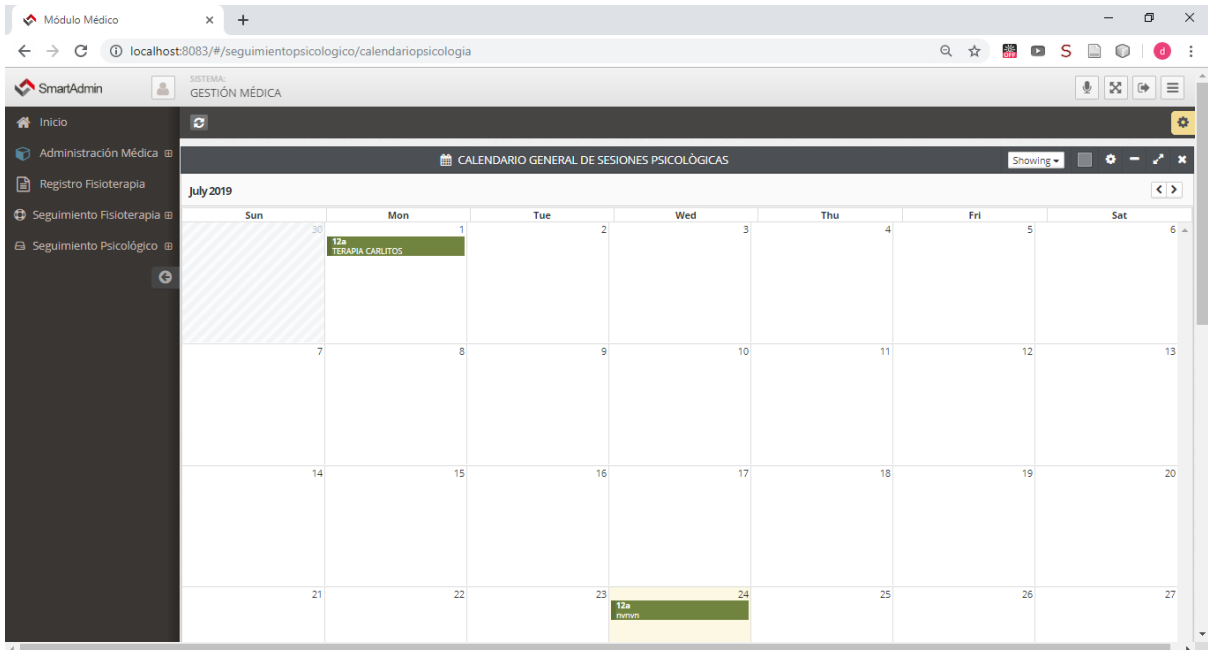 Módulo Médico
localhost:8083/#/seguimientopsicologico/calendariopsicologia
OFF
S
d
SmartAdmin
SISTEMA:
GESTIÓN MÉDICA
Inicio
Administración Médica
Registro Fisioterapia
Seguimiento Fisioterapia
Seguimiento Psicológico
CALENDARIO GENERAL DE SESIONES PSICOLÒGICAS
Showing
July 2019
Sun Mon Tue Wed Thu Fri Sat
30 1 2 3 4 5 6
12a
TERAPIA CARLITOS
7 8 9 10 11 12 13
14 15 16 17 18 19 20
21 22 23 24 25 26 27
12a
nvnvn